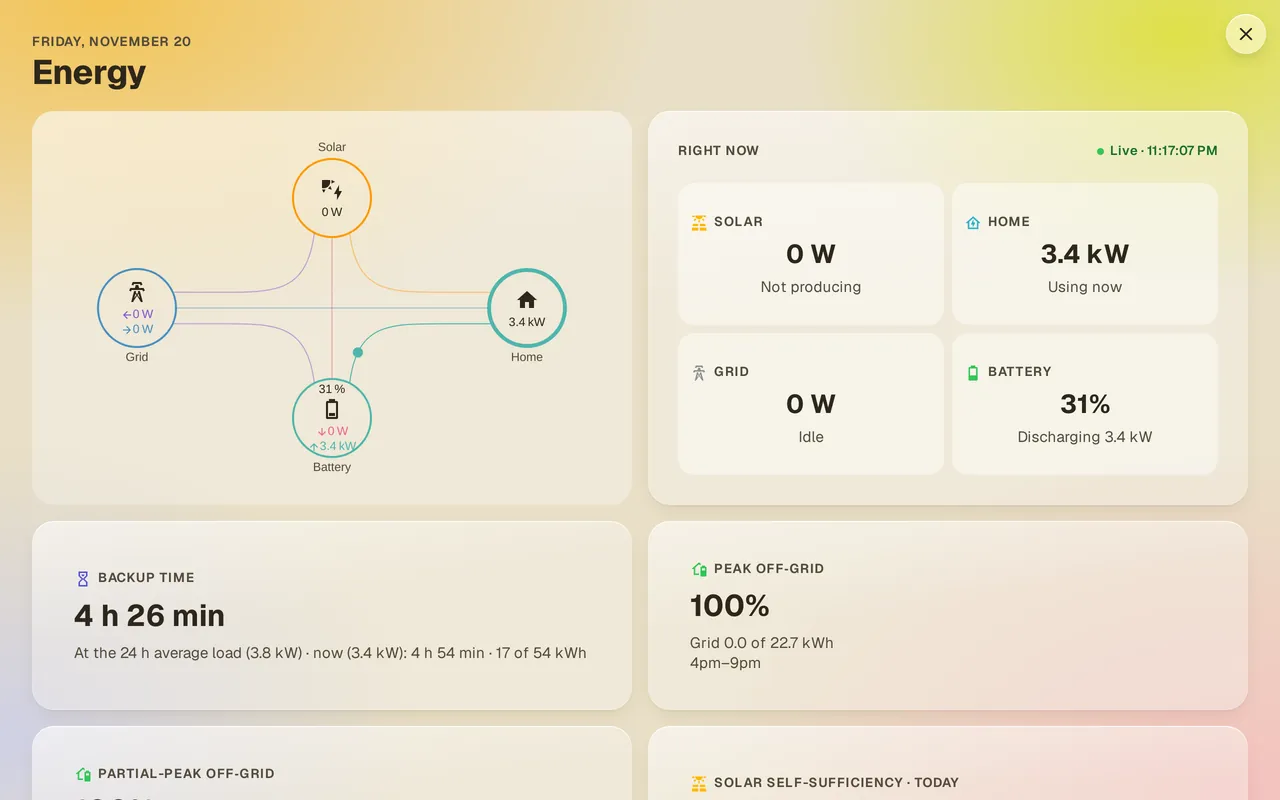 FRIDAY, NOVEMBER 20
Energy
Solar
0 W
←0 W
→0 W
Grid
3.4 kW
Home
31 %
↓0 W
↑3.4 kW
Battery
RIGHT NOW
Live · 11:17:07 PM
SOLAR
0 W
Not producing
HOME
3.4 kW
Using now
GRID
0 W
Idle
BATTERY
31%
Discharging 3.4 kW
BACKUP TIME
4 h 26 min
At the 24 h average load (3.8 kW) · now (3.4 kW): 4 h 54 min · 17 of 54 kWh
PEAK OFF-GRID
100%
Grid 0.0 of 22.7 kWh
4pm–9pm
PARTIAL-PEAK OFF-GRID
SOLAR SELF-SUFFICIENCY · TODAY